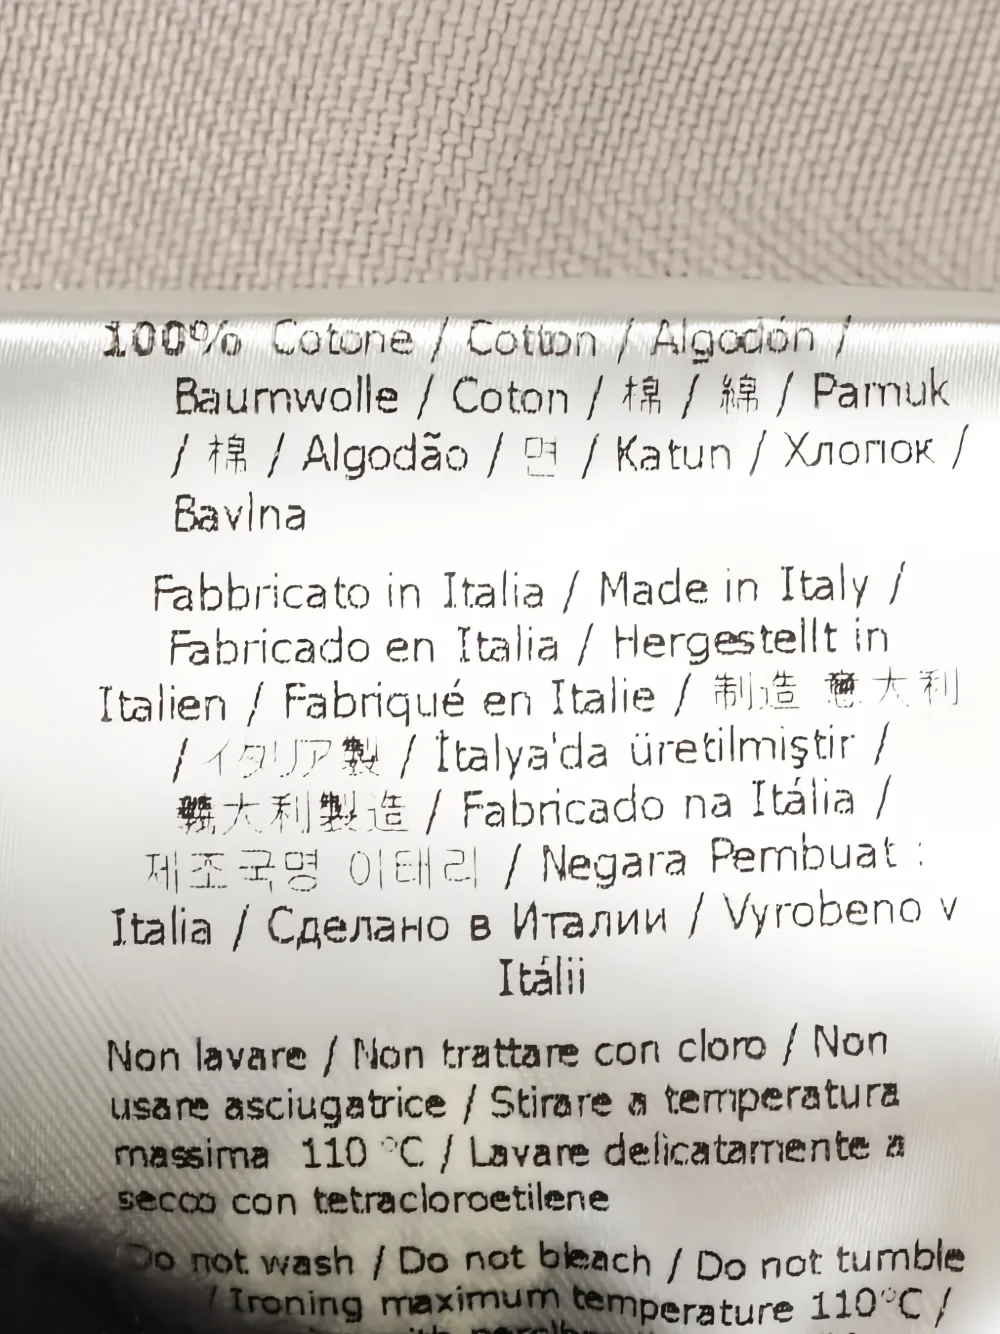 100% Cotone / Cotton / Algodón /
Baumwolle / Coton / 棉 / 綿 / Pamuk
/ 棉 / Algodão / 면 / Katun / Хлопок /
Bavlna
Fabbricato in Italia / Made in Italy /
Fabricado en Italia / Hergestellt in
Italien / Fabriqué en Italie / 制造 意大利
/ イタリア製 / İtalya'da üretilmiştir /
義大利製造 / Fabricado na Itália /
제조국명 이태리 / Negara Pembuat :
Italia / Сделано в Италии / Vyrobeno v
Itálii
Non lavare / Non trattare con cloro / Non
usare asciugatrice / Stirare a temperatura
massima 110 °C / Lavare delicatamente a
secco con tetracloroetilene
Do not wash / Do not bleach / Do not tumble
/ Ironing maximum temperature 110°C /